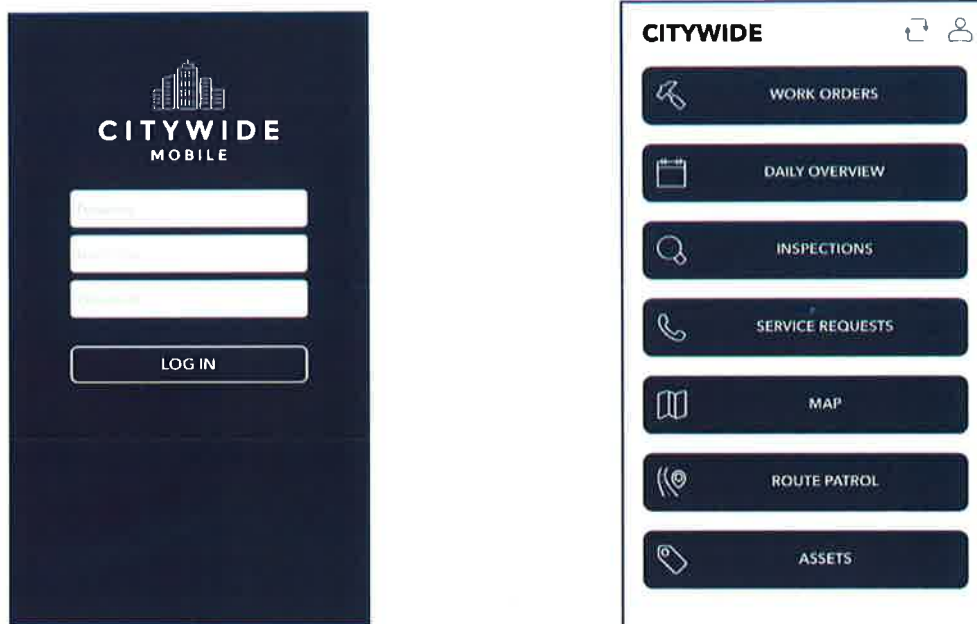 CITYWIDE
MOBILE
LOG IN
CITYWIDE
WORK ORDERS
DAILY OVERVIEW
INSPECTIONS
SERVICE REQUESTS
MAP
ROUTE PATROL
ASSETS